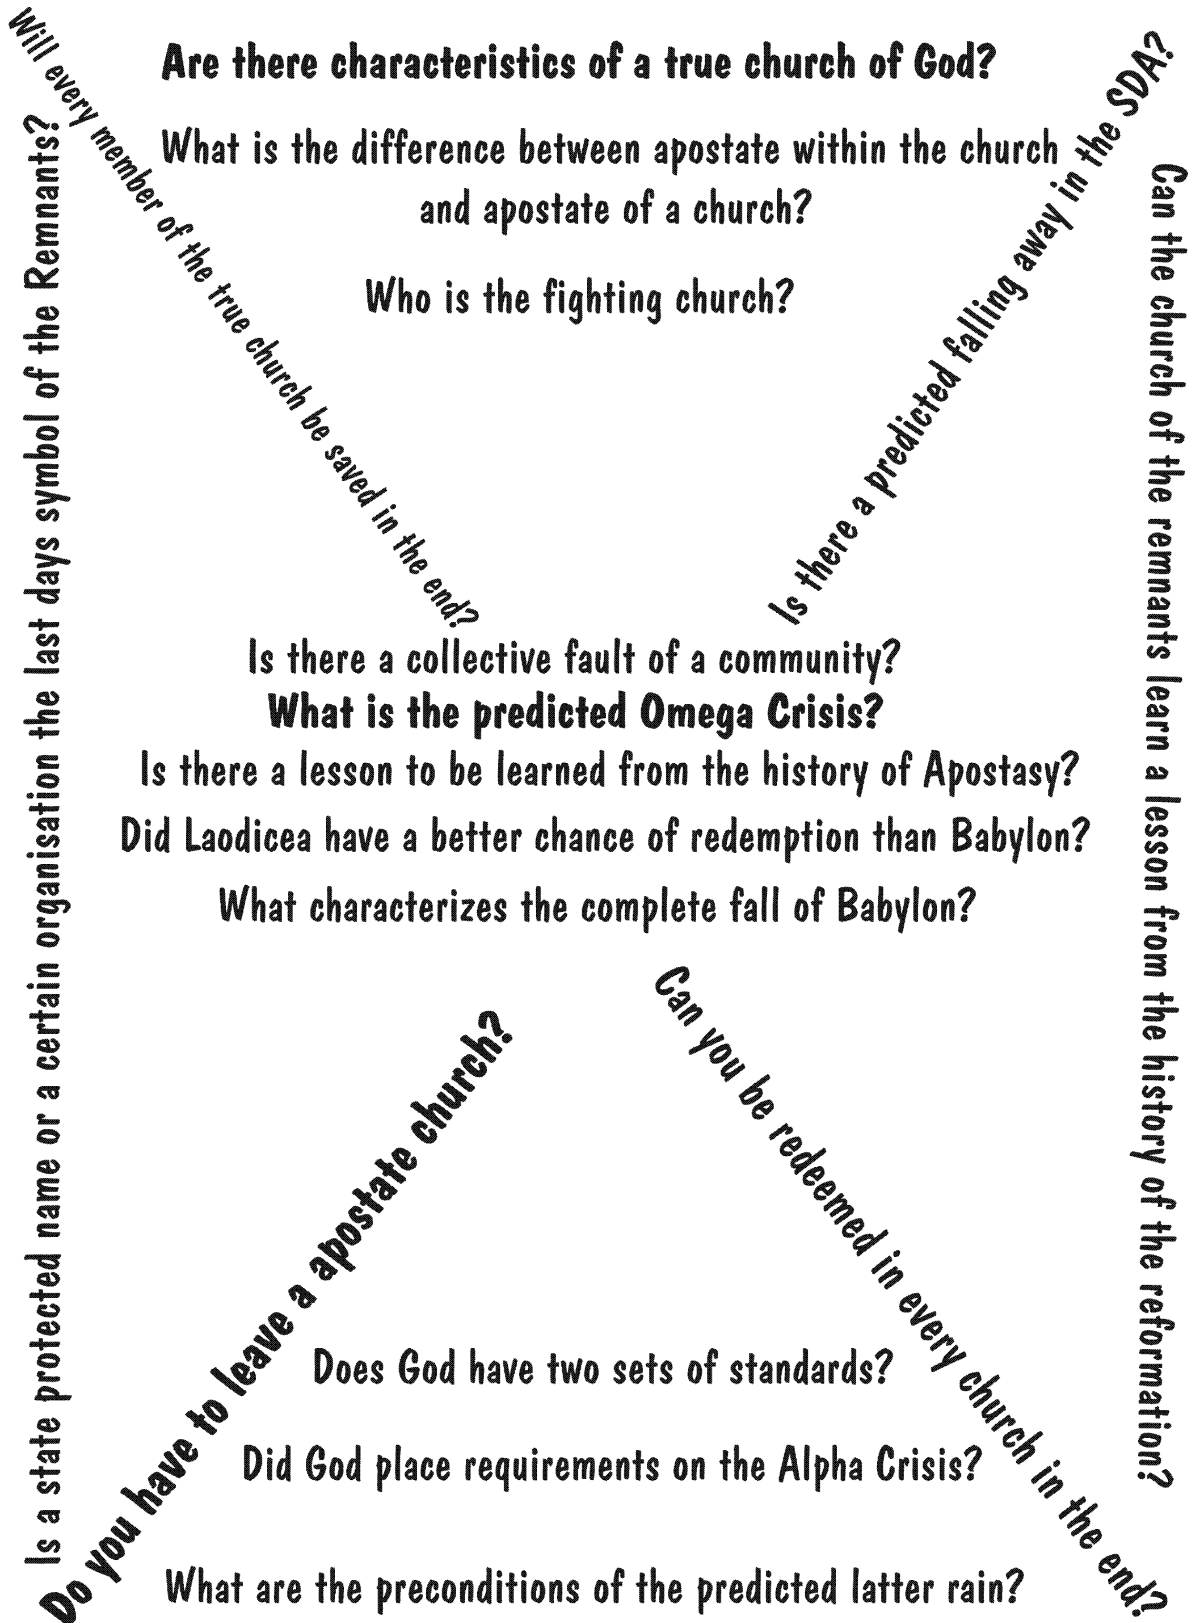 Will every member of the true church be saved in the end?
Are there characteristics of a true church of God?
What is the difference between apostate within the church
and apostate of a church?
Who is the fighting church?
Is there a predicted falling away in the SDA?
Is a state protected name or a certain organisation the last days symbol of the Remnants?
Can the church of the remnants learn a lesson from the history of the reformation?
Is there a collective fault of a community?
What is the predicted Omega Crisis?
Is there a lesson to be learned from the history of Apostasy?
Did Laodicea have a better chance of redemption than Babylon?
What characterizes the complete fall of Babylon?
Do you have to leave a apostate church?
Can you be redeemed in every church in the end?
Does God have two sets of standards?
Did God place requirements on the Alpha Crisis?
What are the preconditions of the predicted latter rain?